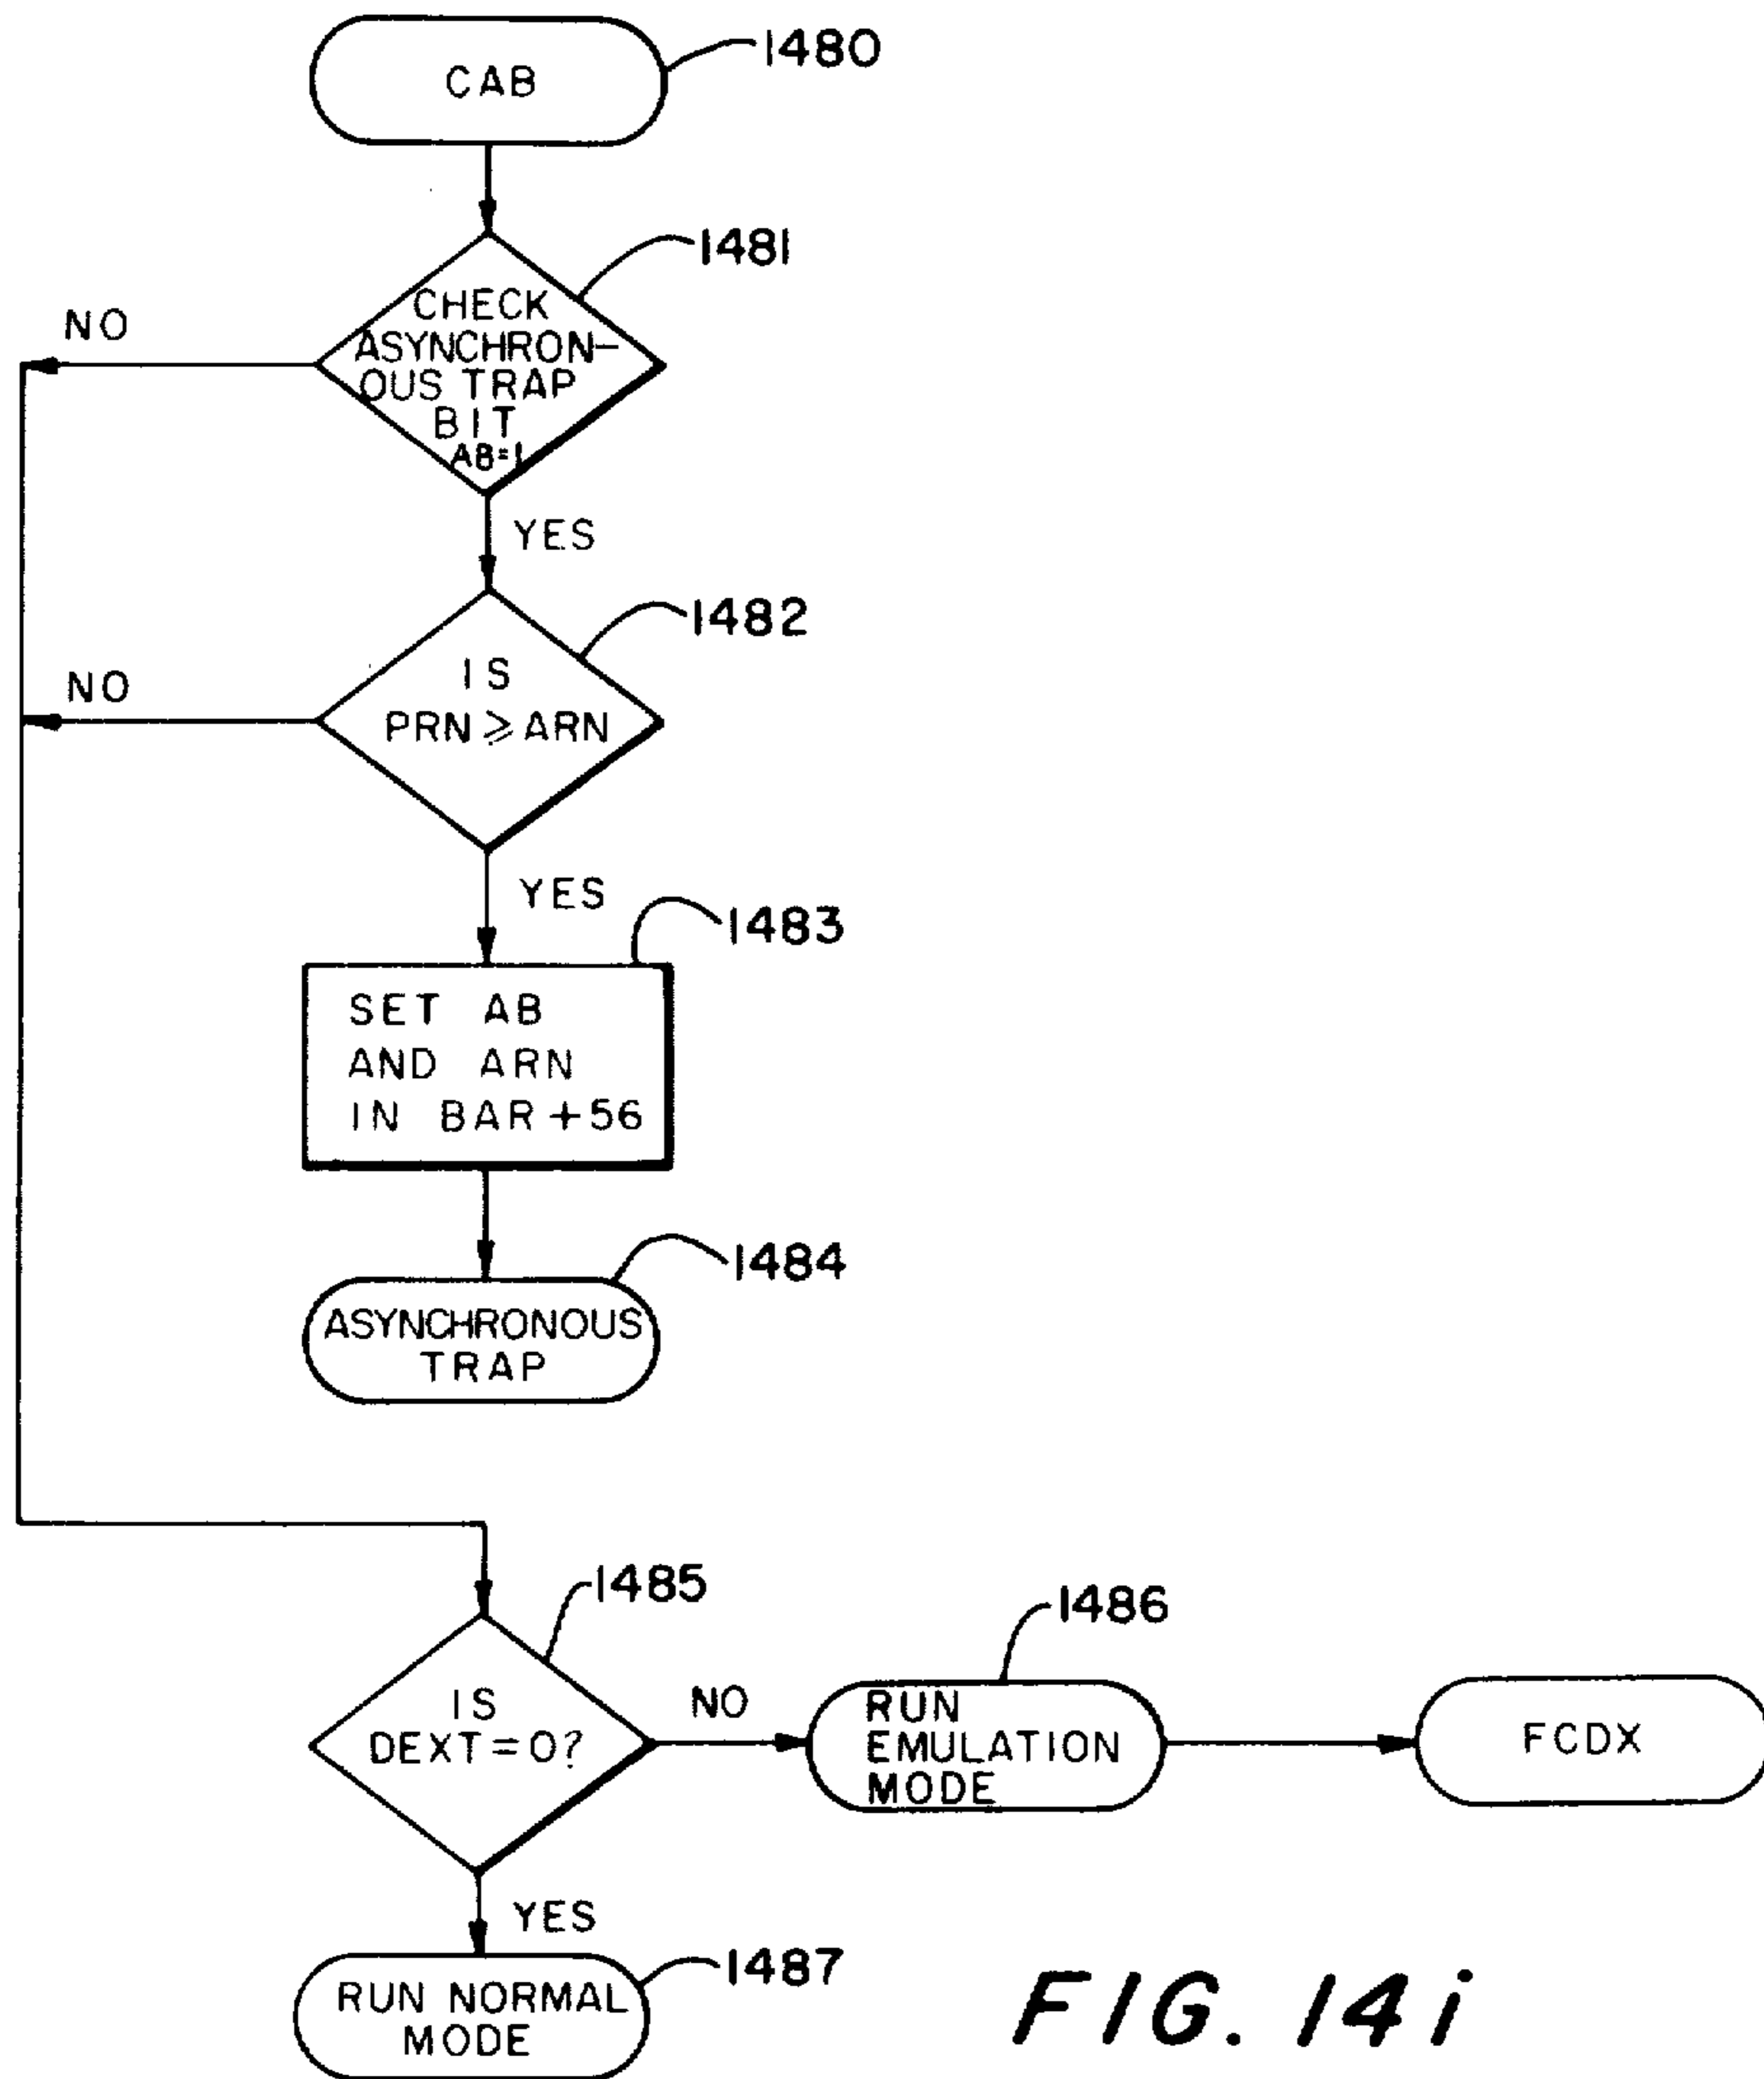 CAB
1480
1481
CHECK
ASYNCHRON-
OUS TRAP
BIT
AB=1
NO
YES
1482
IS
PRN ⩾ ARN
NO
YES
1483
SET AB
AND ARN
IN BAR+56
1484
ASYNCHRONOUS
TRAP
1485
IS
DEXT=0?
NO
1486
RUN
EMULATION
MODE
FCDX
YES
1487
RUN NORMAL
MODE
FIG. 14i